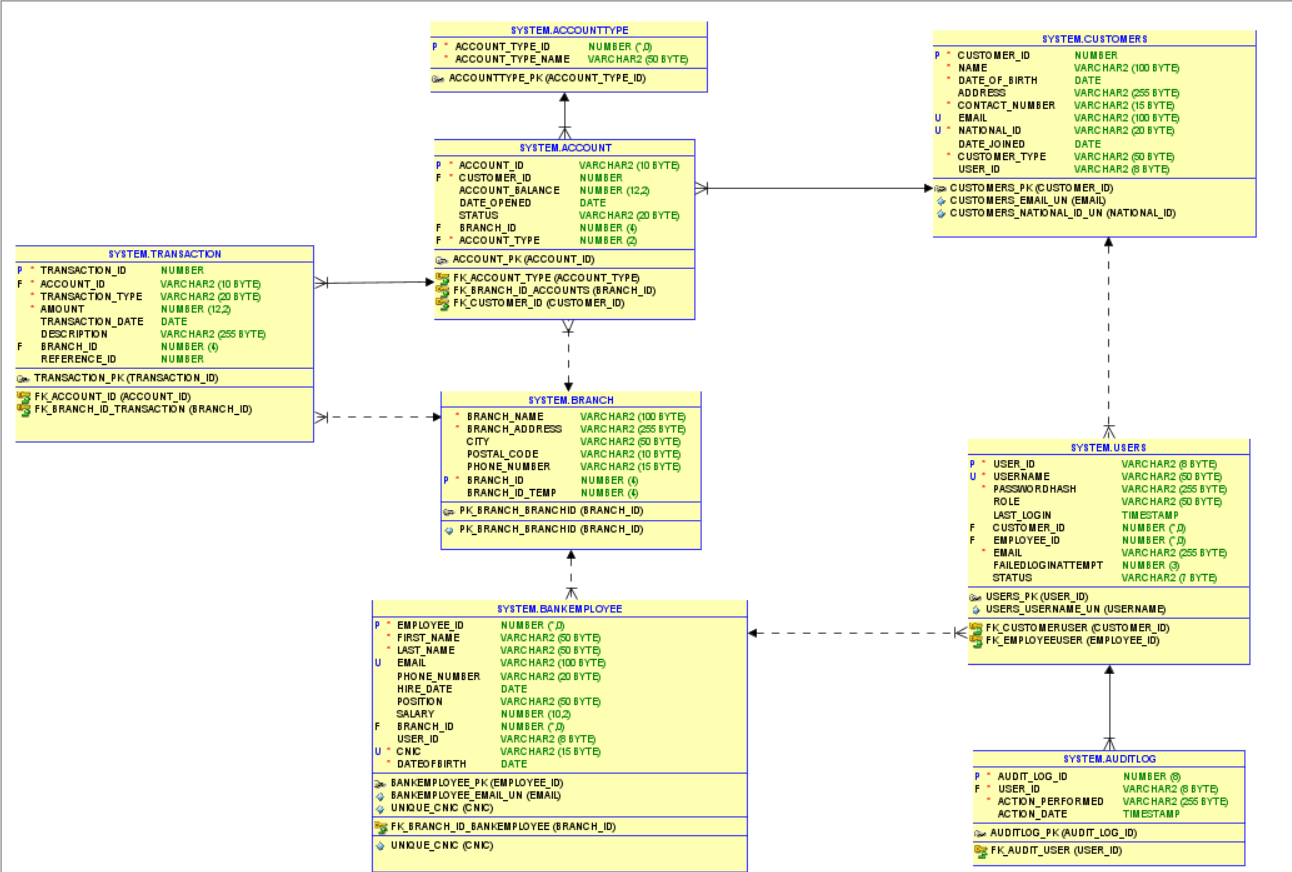 SYSTEM.ACCOUNTTYPE
P * ACCOUNT_TYPE_ID NUMBER (*,0)
* ACCOUNT_TYPE_NAME VARCHAR2 (50 BYTE)
ACCOUNTTYPE_PK (ACCOUNT_TYPE_ID)
SYSTEM.CUSTOMERS
P * CUSTOMER_ID NUMBER
* NAME VARCHAR2 (100 BYTE)
* DATE_OF_BIRTH DATE
ADDRESS VARCHAR2 (255 BYTE)
* CONTACT_NUMBER VARCHAR2 (15 BYTE)
U EMAIL VARCHAR2 (100 BYTE)
U * NATIONAL_ID VARCHAR2 (20 BYTE)
DATE_JOINED DATE
* CUSTOMER_TYPE VARCHAR2 (50 BYTE)
USER_ID VARCHAR2 (8 BYTE)
CUSTOMERS_PK (CUSTOMER_ID)
CUSTOMERS_EMAIL_UN (EMAIL)
CUSTOMERS_NATIONAL_ID_UN (NATIONAL_ID)
SYSTEM.ACCOUNT
P * ACCOUNT_ID VARCHAR2 (10 BYTE)
F * CUSTOMER_ID NUMBER
ACCOUNT_BALANCE NUMBER (12,2)
DATE_OPENED DATE
STATUS VARCHAR2 (20 BYTE)
F BRANCH_ID NUMBER (4)
F * ACCOUNT_TYPE NUMBER (2)
ACCOUNT_PK (ACCOUNT_ID)
FK_ACCOUNT_TYPE (ACCOUNT_TYPE)
FK_BRANCH_ID_ACCOUNTS (BRANCH_ID)
FK_CUSTOMER_ID (CUSTOMER_ID)
SYSTEM.TRANSACTION
P * TRANSACTION_ID NUMBER
F * ACCOUNT_ID VARCHAR2 (10 BYTE)
* TRANSACTION_TYPE VARCHAR2 (20 BYTE)
* AMOUNT NUMBER (12,2)
TRANSACTION_DATE DATE
DESCRIPTION VARCHAR2 (255 BYTE)
F BRANCH_ID NUMBER (4)
REFERENCE_ID NUMBER
TRANSACTION_PK (TRANSACTION_ID)
FK_ACCOUNT_ID (ACCOUNT_ID)
FK_BRANCH_ID_TRANSACTION (BRANCH_ID)
SYSTEM.BRANCH
* BRANCH_NAME VARCHAR2 (100 BYTE)
* BRANCH_ADDRESS VARCHAR2 (255 BYTE)
CITY VARCHAR2 (50 BYTE)
POSTAL_CODE VARCHAR2 (10 BYTE)
PHONE_NUMBER VARCHAR2 (15 BYTE)
P * BRANCH_ID NUMBER (4)
BRANCH_ID_TEMP NUMBER (4)
PK_BRANCH_BRANCHID (BRANCH_ID)
PK_BRANCH_BRANCHID (BRANCH_ID)
SYSTEM.USERS
P * USER_ID VARCHAR2 (8 BYTE)
U * USERNAME VARCHAR2 (50 BYTE)
* PASSWORDHASH VARCHAR2 (255 BYTE)
ROLE VARCHAR2 (50 BYTE)
LAST_LOGIN TIMESTAMP
F CUSTOMER_ID NUMBER (*,0)
F EMPLOYEE_ID NUMBER (*,0)
* EMAIL VARCHAR2 (255 BYTE)
FAILEDLOGINATTEMPT NUMBER (3)
STATUS VARCHAR2 (7 BYTE)
USERS_PK (USER_ID)
USERS_USERNAME_UN (USERNAME)
FK_CUSTOMERUSER (CUSTOMER_ID)
FK_EMPLOYEEUSER (EMPLOYEE_ID)
SYSTEM.BANKEMPLOYEE
P * EMPLOYEE_ID NUMBER (*,0)
* FIRST_NAME VARCHAR2 (50 BYTE)
* LAST_NAME VARCHAR2 (50 BYTE)
U EMAIL VARCHAR2 (100 BYTE)
PHONE_NUMBER VARCHAR2 (20 BYTE)
HIRE_DATE DATE
POSITION VARCHAR2 (50 BYTE)
SALARY NUMBER (10,2)
F BRANCH_ID NUMBER (*,0)
USER_ID VARCHAR2 (8 BYTE)
U * CNIC VARCHAR2 (15 BYTE)
* DATEOFBIRTH DATE
BANKEMPLOYEE_PK (EMPLOYEE_ID)
BANKEMPLOYEE_EMAIL_UN (EMAIL)
UNIQUE_CNIC (CNIC)
FK_BRANCH_ID_BANKEMPLOYEE (BRANCH_ID)
UNIQUE_CNIC (CNIC)
SYSTEM.AUDITLOG
P * AUDIT_LOG_ID NUMBER (8)
F * USER_ID VARCHAR2 (8 BYTE)
* ACTION_PERFORMED VARCHAR2 (255 BYTE)
ACTION_DATE TIMESTAMP
AUDITLOG_PK (AUDIT_LOG_ID)
FK_AUDIT_USER (USER_ID)